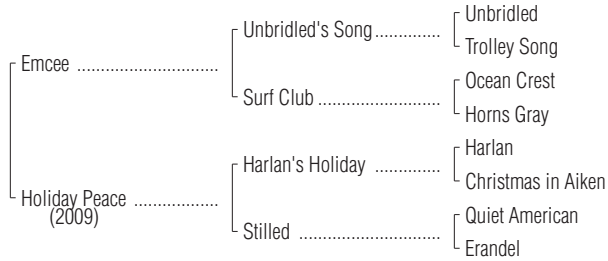 Unbridled
Unbridled's Song..............
Trolley Song
Emcee ..............................
Ocean Crest
Surf Club ..........................
Horns Gray
Harlan
Harlan's Holiday ..............
Christmas in Aiken
Holiday Peace ..................
(2009)
Quiet American
Stilled ..............................
Erandel